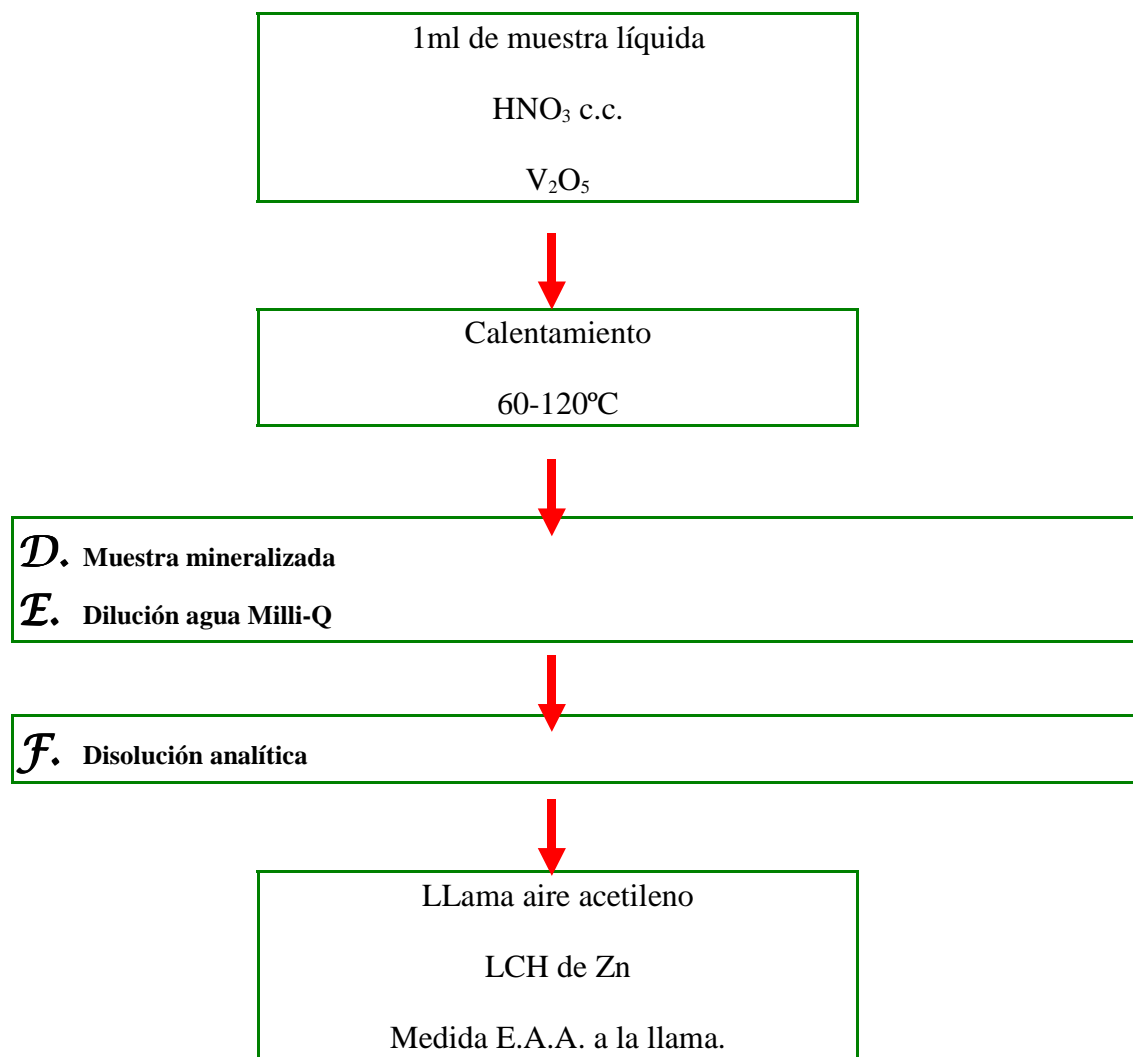 1ml de muestra líquida
HNO₃ c.c.
V₂O₅
Calentamiento
60-120ºC
D. Muestra mineralizada
E. Dilución agua Milli-Q
F. Disolución analítica
LLama aire acetileno
LCH de Zn
Medida E.A.A. a la llama.